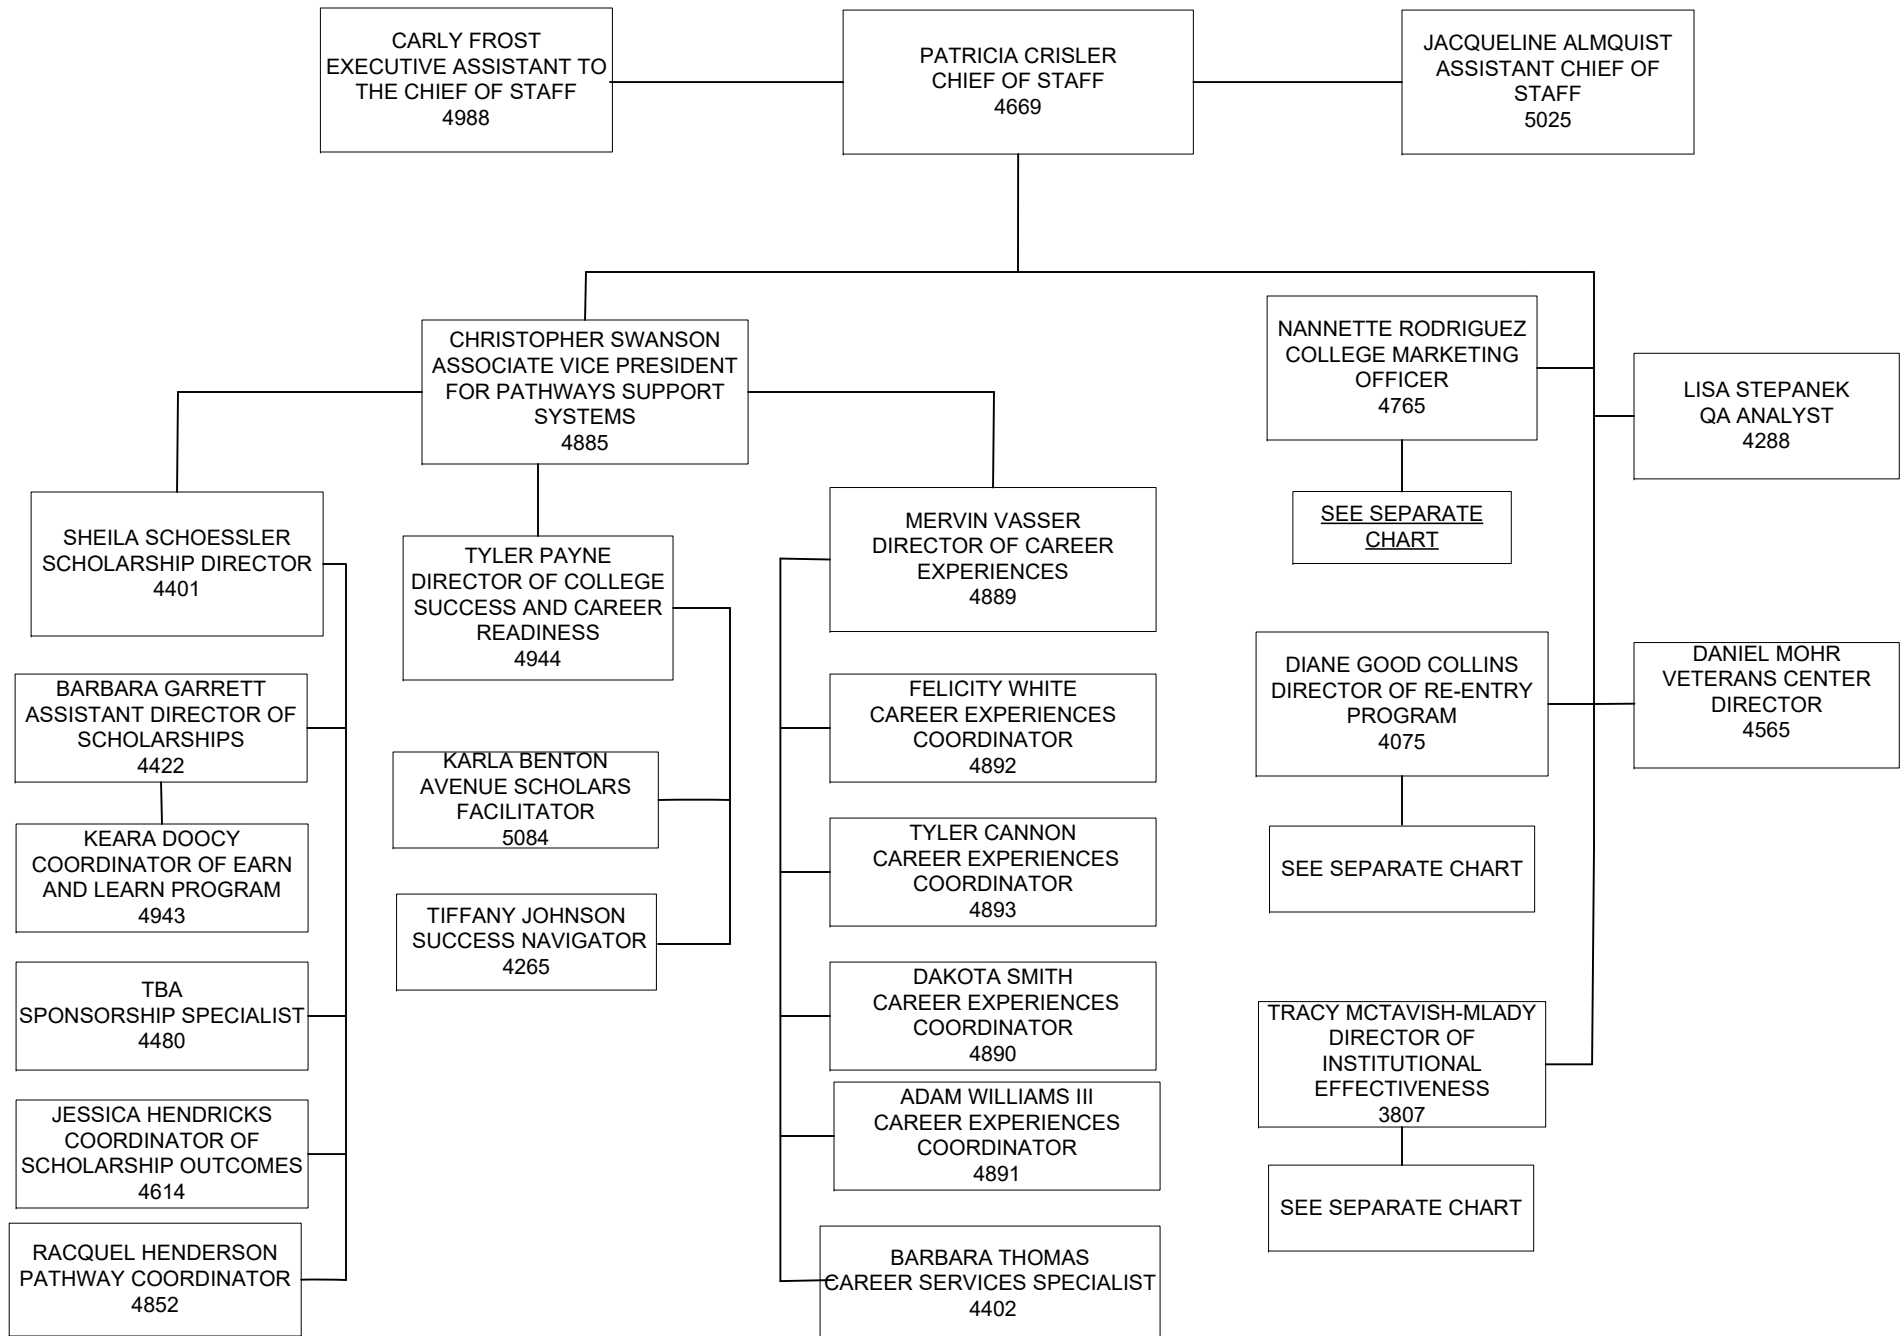 CARLY FROST
EXECUTIVE ASSISTANT TO
THE CHIEF OF STAFF
4988
PATRICIA CRISLER
CHIEF OF STAFF
4669
JACQUELINE ALMQUIST
ASSISTANT CHIEF OF
STAFF
5025
CHRISTOPHER SWANSON
ASSOCIATE VICE PRESIDENT
FOR PATHWAYS SUPPORT
SYSTEMS
4885
NANNETTE RODRIGUEZ
COLLEGE MARKETING
OFFICER
4765
SEE SEPARATE
CHART
LISA STEPANEK
QA ANALYST
4288
SHEILA SCHOESSLER
SCHOLARSHIP DIRECTOR
4401
BARBARA GARRETT
ASSISTANT DIRECTOR OF
SCHOLARSHIPS
4422
KEARA DOOCY
COORDINATOR OF EARN
AND LEARN PROGRAM
4943
TBA
SPONSORSHIP SPECIALIST
4480
JESSICA HENDRICKS
COORDINATOR OF
SCHOLARSHIP OUTCOMES
4614
RACQUEL HENDERSON
PATHWAY COORDINATOR
4852
TYLER PAYNE
DIRECTOR OF COLLEGE
SUCCESS AND CAREER
READINESS
4944
KARLA BENTON
AVENUE SCHOLARS
FACILITATOR
5084
TIFFANY JOHNSON
SUCCESS NAVIGATOR
4265
MERVIN VASSER
DIRECTOR OF CAREER
EXPERIENCES
4889
FELICITY WHITE
CAREER EXPERIENCES
COORDINATOR
4892
TYLER CANNON
CAREER EXPERIENCES
COORDINATOR
4893
DAKOTA SMITH
CAREER EXPERIENCES
COORDINATOR
4890
ADAM WILLIAMS III
CAREER EXPERIENCES
COORDINATOR
4891
BARBARA THOMAS
CAREER SERVICES SPECIALIST
4402
DIANE GOOD COLLINS
DIRECTOR OF RE-ENTRY
PROGRAM
4075
SEE SEPARATE CHART
DANIEL MOHR
VETERANS CENTER
DIRECTOR
4565
TRACY MCTAVISH-MLADY
DIRECTOR OF
INSTITUTIONAL
EFFECTIVENESS
3807
SEE SEPARATE CHART